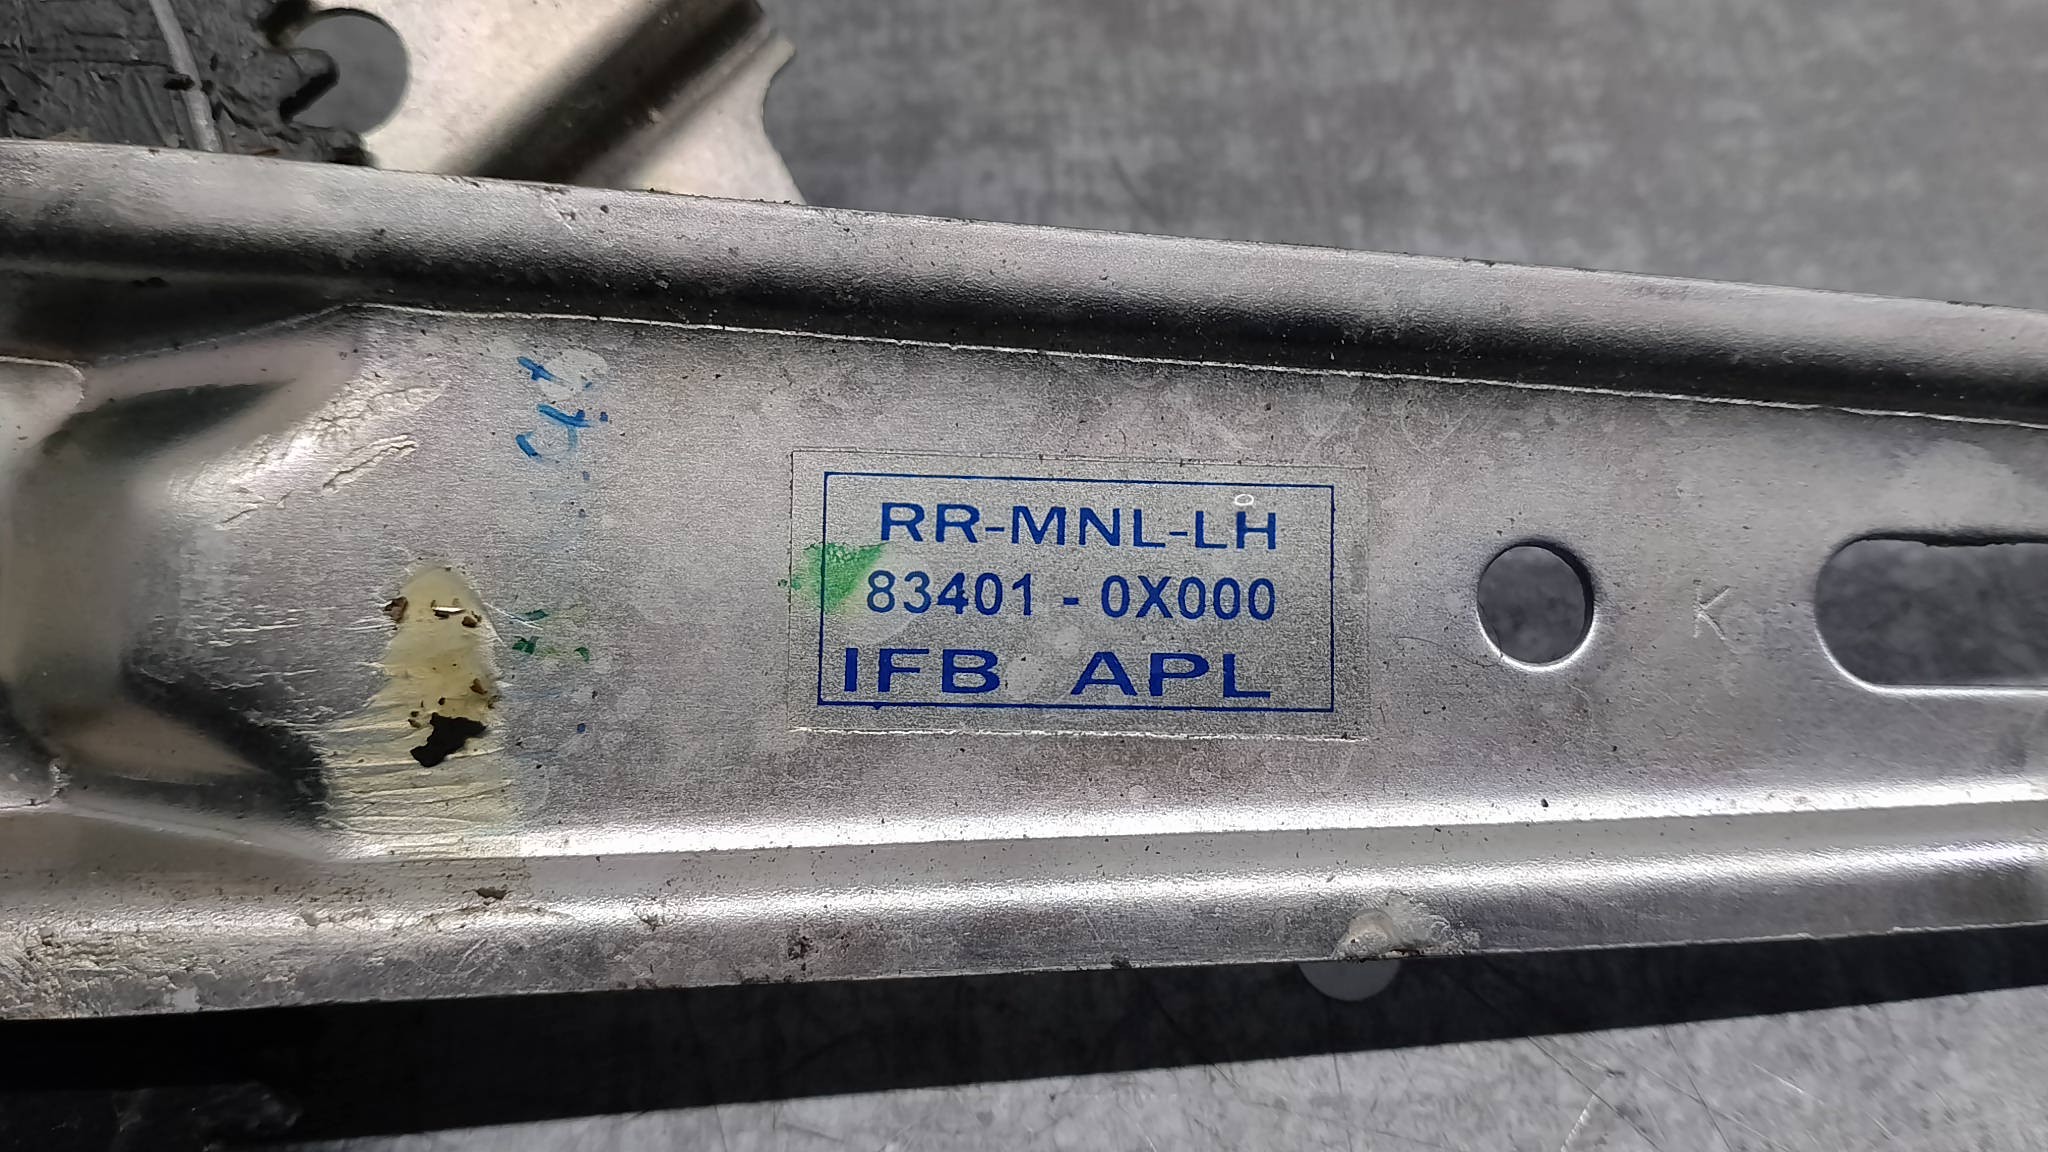 RR-MNL-LH
83401 - 0X000
IFB APL
K